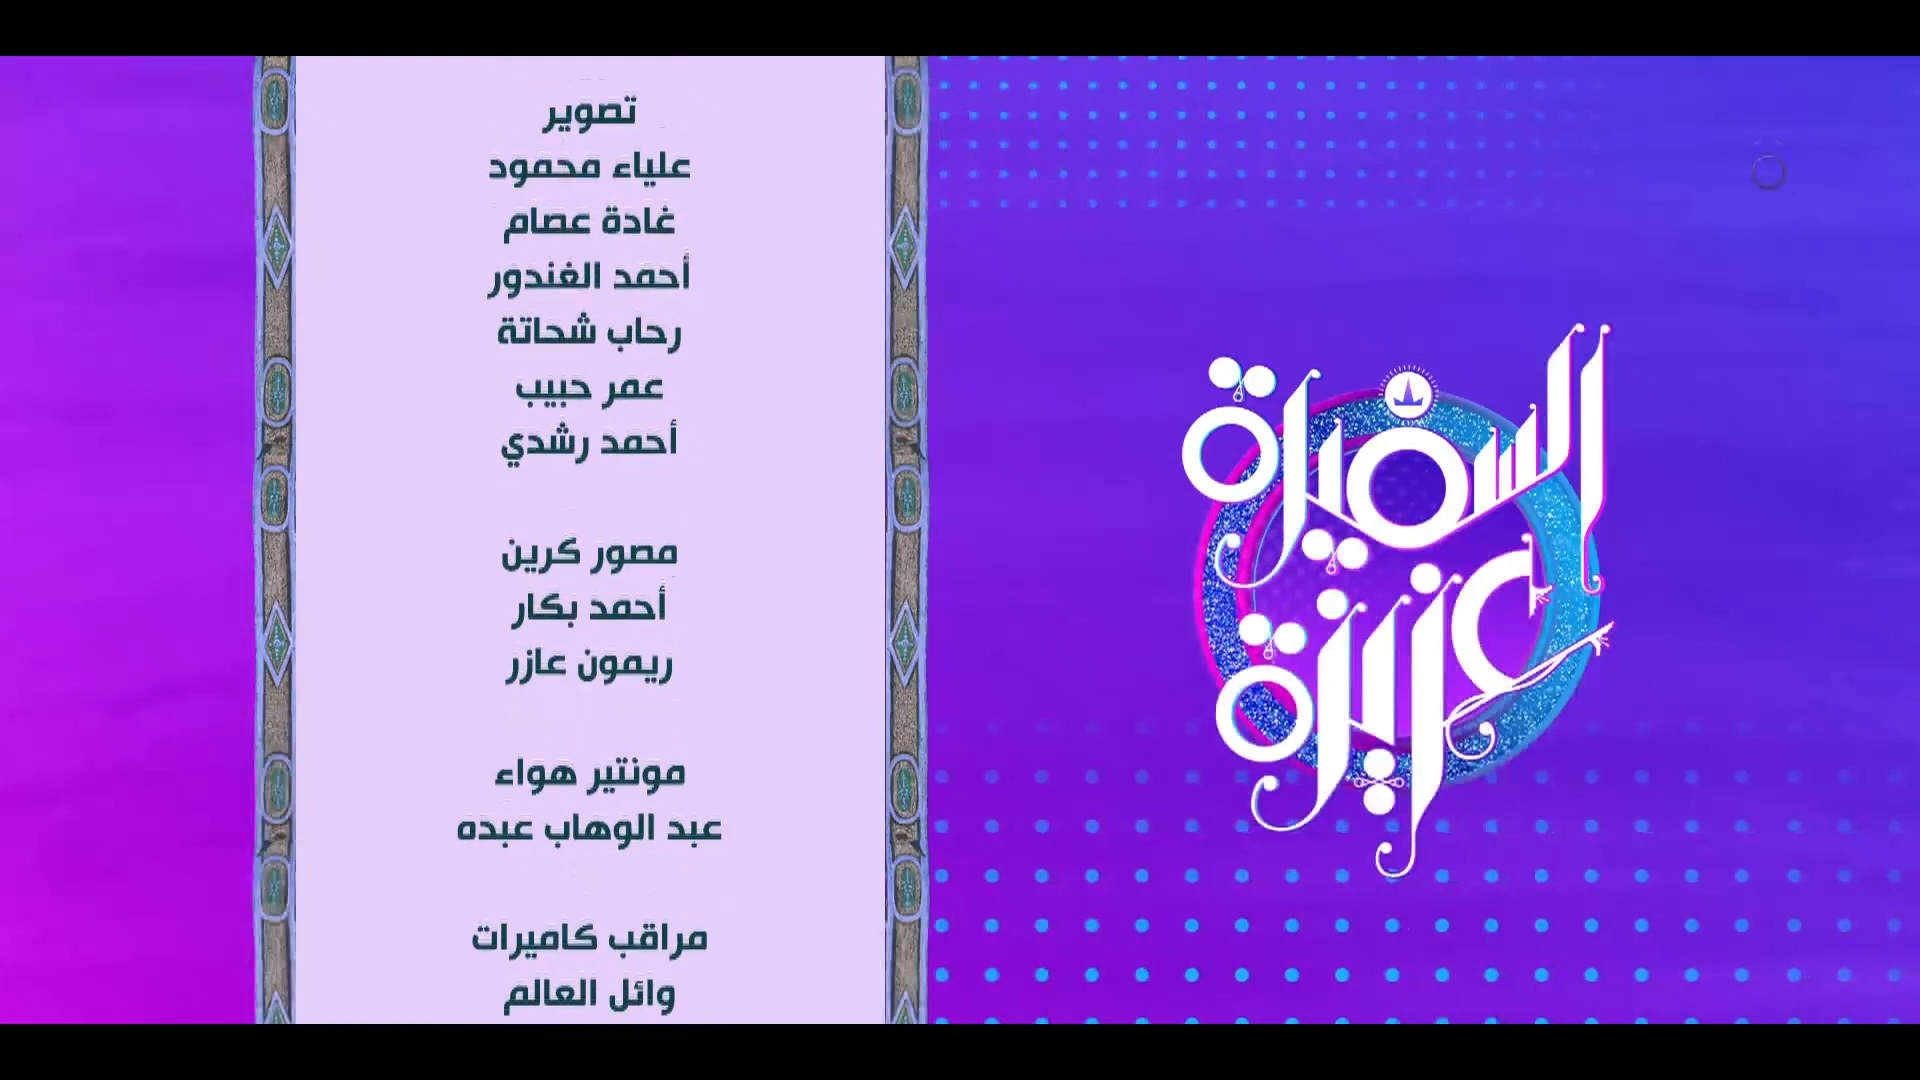 تصوير
علياء محمود
غادة عصام
أحمد الغندور
رحاب شحاتة
عمر حبيب
أحمد رشدي
مصور كرين
أحمد بكار
ريمون عازر
مونتير هواء
عبد الوهاب عبده
مراقب كاميرات
وائل العالم
السفيرة
عزيزة